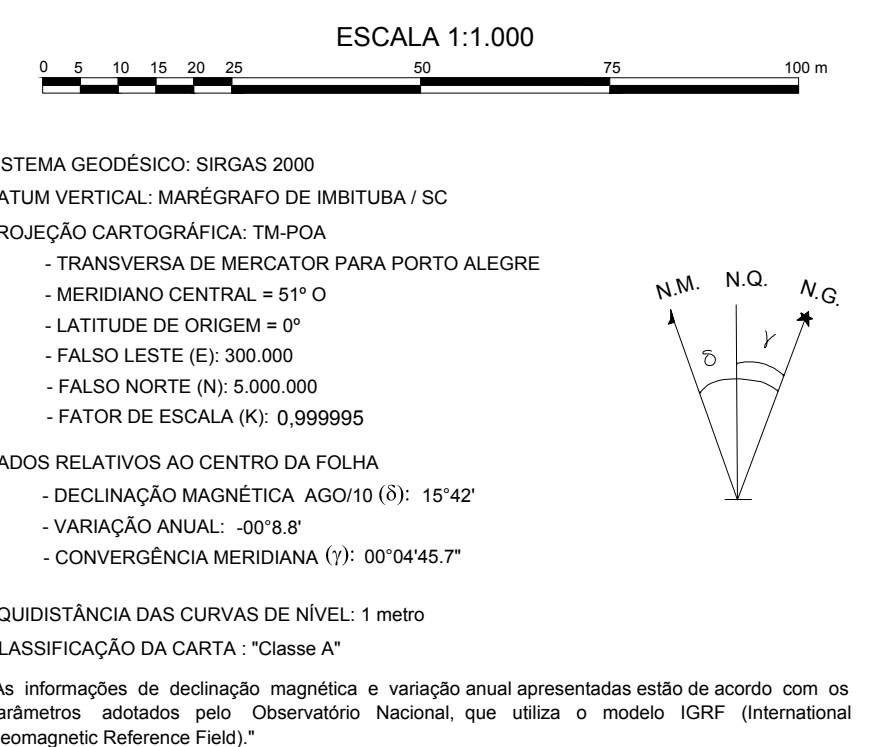 ESCALA 1:1.000
0 5 10 15 20 25 50 75 100 m
ISTEMA GEODÉSICO: SIRGAS 2000
ATUM VERTICAL: MARÉGRAFO DE IMBITUBA / SC
ROJEÇÃO CARTOGRÁFICA: TM-POA
- TRANSVERSA DE MERCATOR PARA PORTO ALEGRE
- MERIDIANO CENTRAL = 51º O
- LATITUDE DE ORIGEM = 0º
- FALSO LESTE (E): 300.000
- FALSO NORTE (N): 5.000.000
- FATOR DE ESCALA (K): 0,999995
N.M. N.Q. N.G.
δ γ
ADOS RELATIVOS AO CENTRO DA FOLHA
- DECLINAÇÃO MAGNÉTICA AGO/10 (δ): 15°42'
- VARIAÇÃO ANUAL: -00°8.8'
- CONVERGÊNCIA MERIDIANA (γ): 00°04'45.7"
QUIDISTÂNCIA DAS CURVAS DE NÍVEL: 1 metro
LASSIFICAÇÃO DA CARTA : "Classe A"
As informações de declinação magnética e variação anual apresentadas estão de acordo com os
arâmetros adotados pelo Observatório Nacional, que utiliza o modelo IGRF (International
eomagnetic Reference Field)."